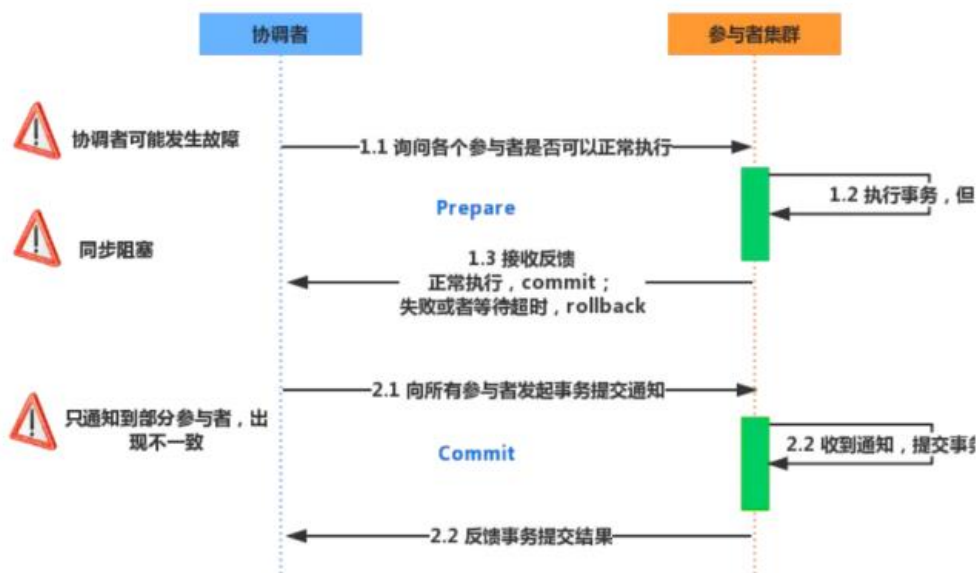 协调者
参与者集群
协调者可能发生故障
1.1 询问各个参与者是否可以正常执行
1.2 执行事务，但
Prepare
同步阻塞
1.3 接收反馈
正常执行，commit；
失败或者等待超时，rollback
2.1 向所有参与者发起事务提交通知
只通知到部分参与者，出
现不一致
Commit
2.2 收到通知，提交事
2.2 反馈事务提交结果